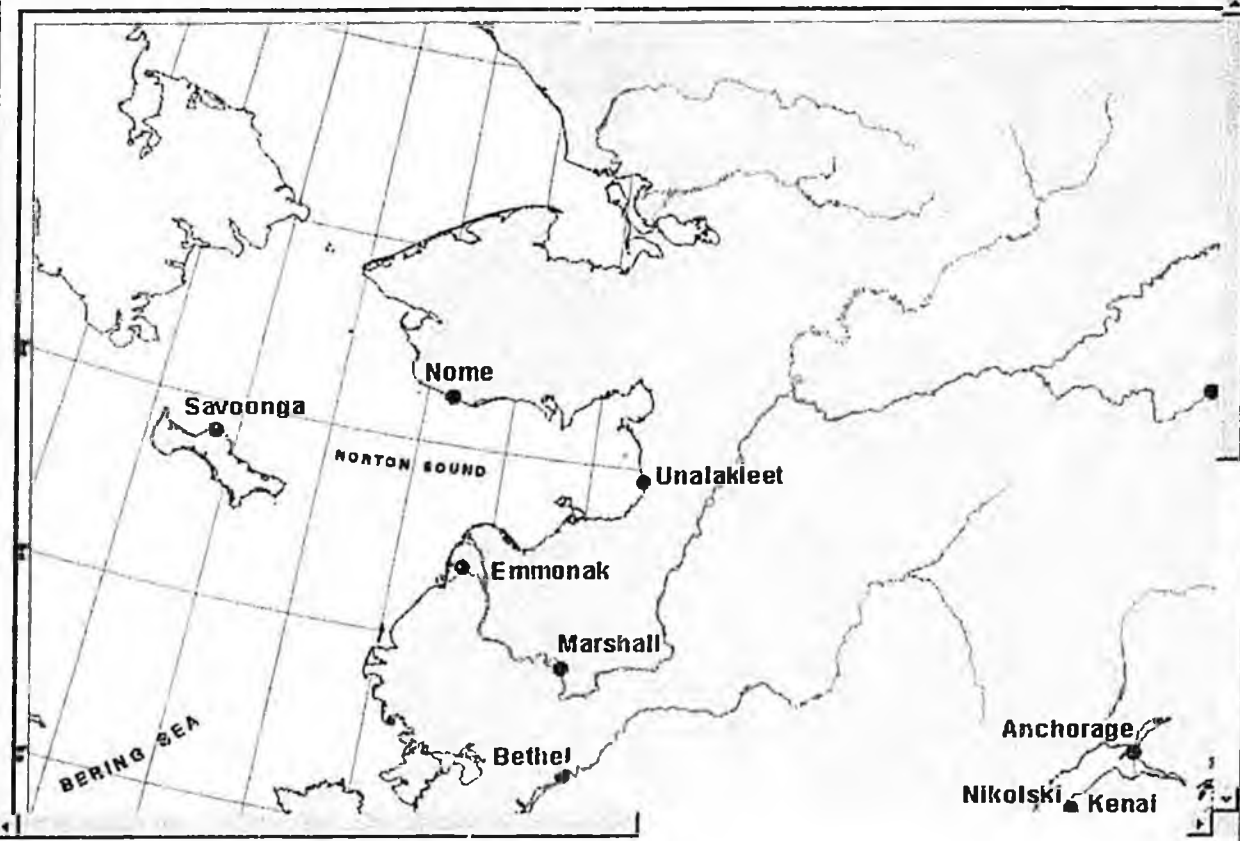 Nome
Savoonga
NORTON SOUND
Unalakleet
Emmonak
Marshall
BERING SEA
Bethel
Anchorage
Nikolski
Kenai